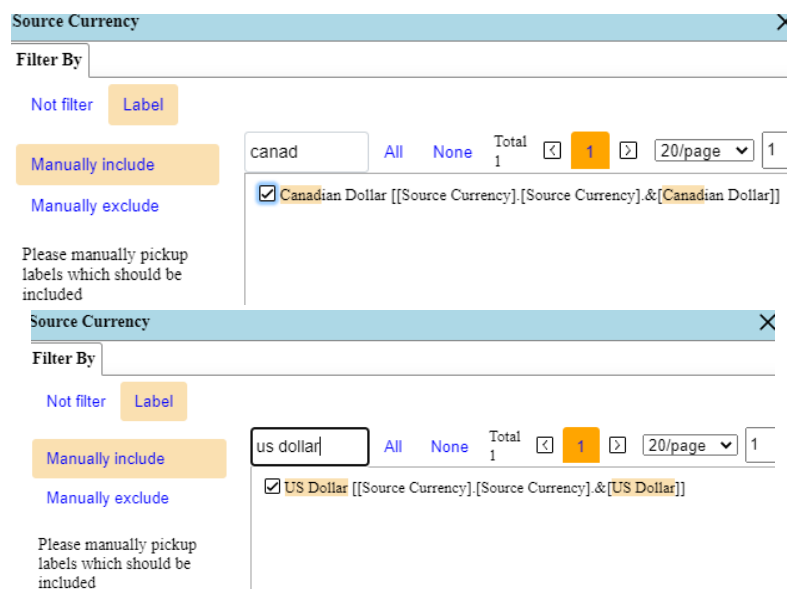 Source Currency
Filter By
Not filter Label
canad All None Total 1 1 20/page 1
Manually include
Manually exclude
Canadian Dollar [[Source Currency].[Source Currency].&[Canadian Dollar]]
Please manually pickup
labels which should be
included
Source Currency
Filter By
Not filter Label
us dollar All None Total 1 1 20/page 1
Manually include
Manually exclude
US Dollar [[Source Currency].[Source Currency].&[US Dollar]]
Please manually pickup
labels which should be
included